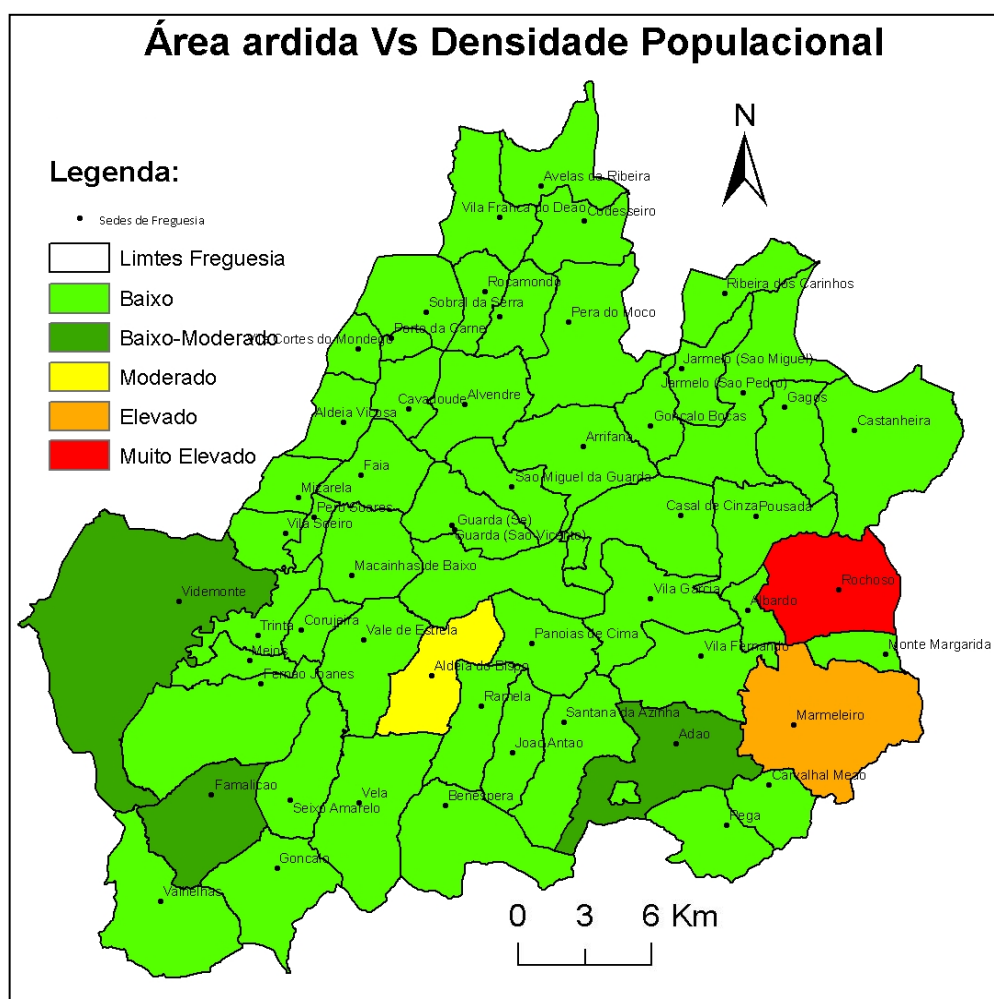 Área ardida Vs Densidade Populacional
N
Legenda:
Sedes de Freguesia
Limtes Freguesia
Baixo
Baixo-Moderado
Moderado
Elevado
Muito Elevado
Avelas da Ribeira
Vila Franca do Deao
Codesseiro
Ribeira dos Carinhos
Rocamondo
Sobral da Serra
Pera do Moco
Porto da Carne
Cortes do Mondego
Jarmelo (Sao Miguel)
Jarmelo (Sao Pedro)
Gagos
Castanheira
Cavadoude
Alvendre
Aldeia Vicosa
Goncalo Bocas
Arrifana
Faia
Sao Miguel da Guarda
Mizarela
Pero Soares
Vila Soeiro
Guarda (Se)
Guarda (Sao Vicente)
Casal de Cinza
Pousada
Macainhas de Baixo
Videmonte
Rochoso
Vila Garcia
Albardo
Trinta
Corujeira
Vale de Estrela
Panoias de Cima
Vila Fernando
Monte Margarida
Meios
Fernao Joanes
Aldeia do Bispo
Ramela
Santana da Azinha
Marmeleiro
Adao
Joao Antao
Carvalhal Meao
Famalicao
Seixo Amarelo
Vela
Benespera
Pega
Goncalo
Valhelhas
0 3 6 Km